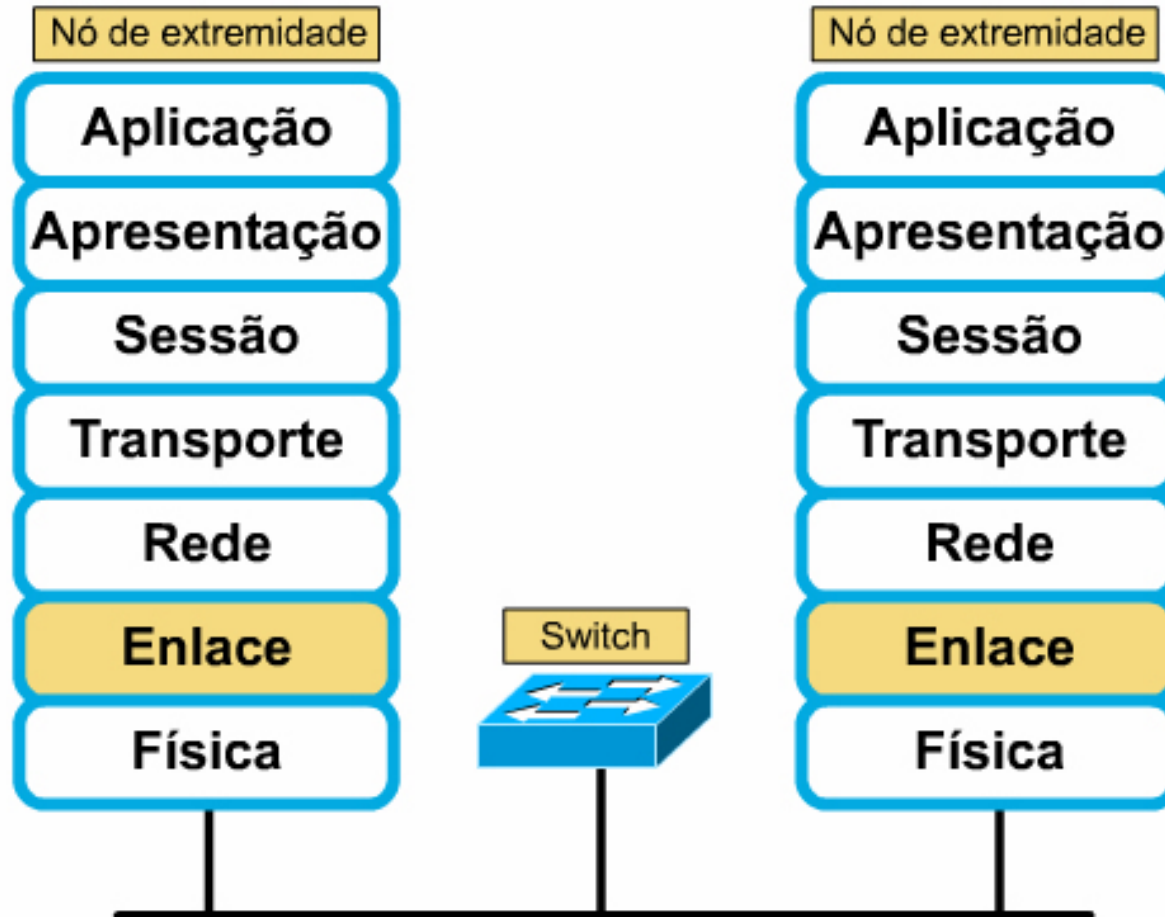 Nó de extremidade
Aplicação
Apresentação
Sessão
Transporte
Rede
Enlace
Física
Switch
Nó de extremidade
Aplicação
Apresentação
Sessão
Transporte
Rede
Enlace
Física